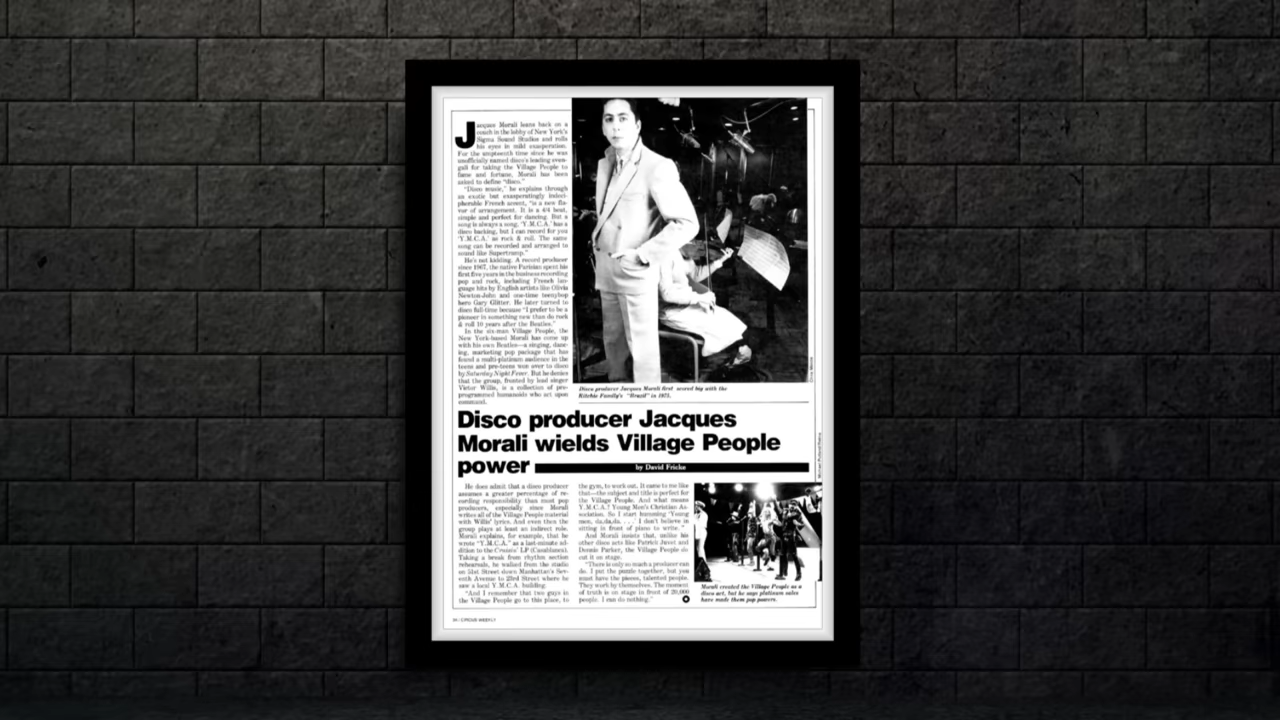 Jacques Morali leans back on a
couch in the lobby of New York's
Sigma Sound Studios and rolls
his eyes in mild exasperation.
For the umpteenth time since he was
unofficially named disco's leading evan-
gali for taking the Village People to
fame and fortune, Morali has been
asked to define "disco."
"Disco music," he explains through
an exotic but exasperatingly indeci-
pherable French accent, "is a new fla-
vor of arrangement. It is a 4/4 beat,
simple and perfect for dancing. But a
song is always a song. 'Y.M.C.A.' has a
disco backing, but I can record for you
'Y.M.C.A.' as rock & roll. The same
song can be recorded and arranged to
sound like Supertramp."
He's not kidding. A record producer
since 1967, the native Parisian spent his
first five years in the business recording
pop and rock, including French lan-
guage hits by English artists like Olivia
Newton-John and one-time teenybop
hero Gary Glitter. He later turned to
disco full-time because "I prefer to be a
pioneer in something new than do rock
& roll 10 years after the Beatles."
In the six-man Village People, the
New York-based Morali has come up
with his own Beatles—a singing, danc-
ing, marketing pop package that has
found a multi-platinum audience in the
teens and pre-teens won over to disco
by Saturday Night Fever. But he denies
that the group, fronted by lead singer
Victor Willis, is a collection of pre-
programmed humanoids who act upon
command.
Disco producer Jacques Morali first scored big with the
Ritchie Family's "Brazil" in 1975.
Disco producer Jacques
Morali wields Village People
power
by David Fricke
He does admit that a disco producer
assumes a greater percentage of re-
cording responsibility than most pop
producers, especially since Morali
writes all of the Village People material
with Willis' lyrics. And even then the
group plays at least an indirect role.
Morali explains, for example, that he
wrote "Y.M.C.A." as a last-minute ad-
dition to the Cruisin' LP (Casablanca).
Taking a break from rhythm section
rehearsals, he walked from the studio
on 51st Street down Manhattan's
Avenue to 23rd Street where he
saw a local Y.M.C.A. building.
"And I remember that two guys in
the Village People go to this place, to
the gym, to work out. It came to me like
that—the subject and title is perfect for
the Village People. And what means
Y.M.C.A.? Young Men's Christian As-
sociation. So I start humming 'Young
men, da,da,da. . . .' I don't believe in
sitting in front of piano to write."
And Morali insists that, unlike his
other disco acts like Patrick Juvet and
Dennis Parker, the Village People do
cut it on stage.
"There is only so much a producer can
do. I put the puzzle together, but you
must have the pieces, talented people.
They work by themselves. The moment
of truth is on stage in front of 20,000
people. I can do nothing."
Morali created the Village People as a
disco act, but he says platinum sales
have made them pop powers.
CIRCUS WEEKLY